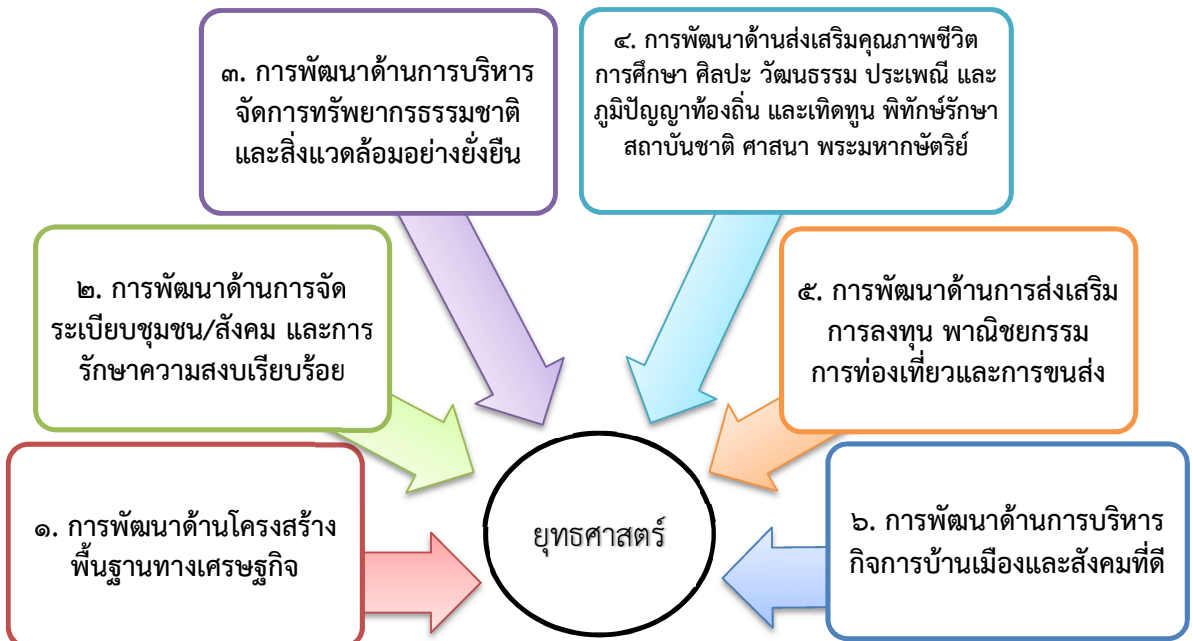 ๓. การพัฒนาด้านการบริหาร
จัดการทรัพยากรธรรมชาติ
และสิ่งแวดล้อมอย่างยั่งยืน
๔. การพัฒนาด้านส่งเสริมคุณภาพชีวิต
การศึกษา ศิลปะ วัฒนธรรม ประเพณี และ
ภูมิปัญญาท้องถิ่น และเทิดทูน พิทักษ์รักษา
สถาบันชาติ ศาสนา พระมหากษัตริย์
๒. การพัฒนาด้านการจัด
ระเบียบชุมชน/สังคม และการ
รักษาความสงบเรียบร้อย
๕. การพัฒนาด้านการส่งเสริม
การลงทุน พาณิชยกรรม
การท่องเที่ยวและการขนส่ง
๑. การพัฒนาด้านโครงสร้าง
พื้นฐานทางเศรษฐกิจ
ยุทธศาสตร์
๖. การพัฒนาด้านการบริหาร
กิจการบ้านเมืองและสังคมที่ดี